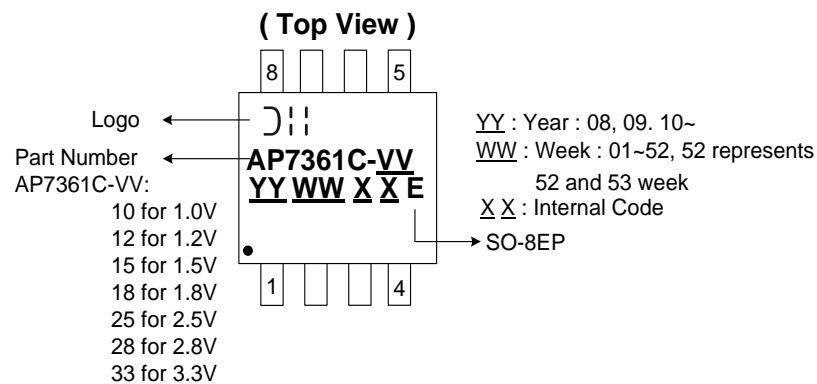 ( Top View )
8 5
Logo
Part Number
AP7361C-VV:
10 for 1.0V
12 for 1.2V
15 for 1.5V
18 for 1.8V
25 for 2.5V
28 for 2.8V
33 for 3.3V
AP7361C-VV
YY WW X X E
1 4
YY : Year : 08, 09. 10~
WW : Week : 01~52, 52 represents
52 and 53 week
X X : Internal Code
SO-8EP